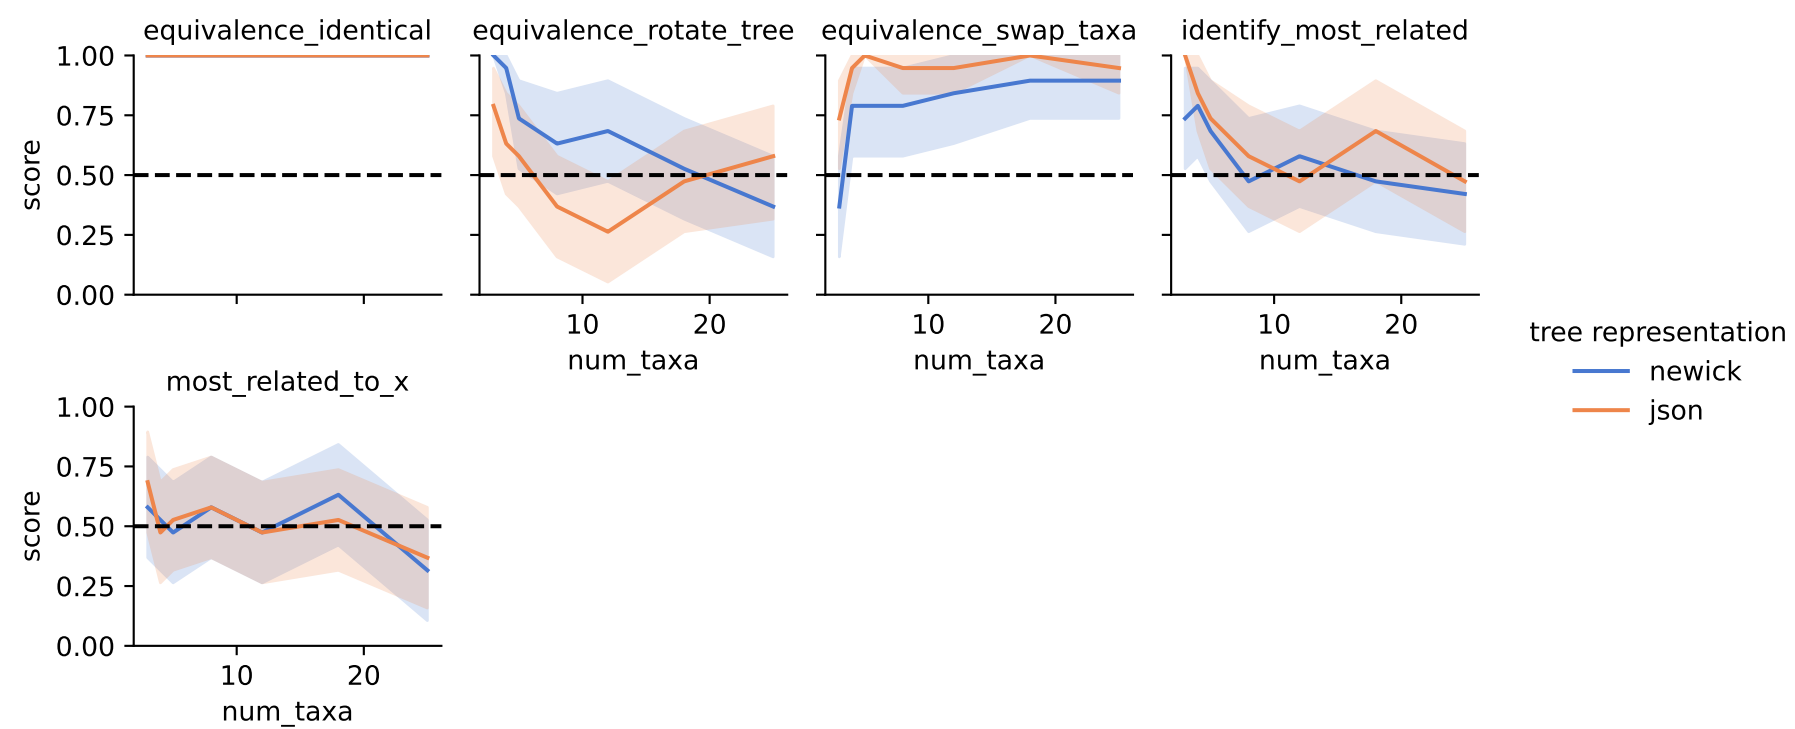 equivalence_identical
equivalence_rotate_tree
equivalence_swap_taxa
identify_most_related
1.00
0.75
0.50
0.25
0.00
score
10 20
num_taxa
10 20
num_taxa
10 20
num_taxa
most_related_to_x
1.00
0.75
0.50
0.25
0.00
score
10 20
num_taxa
tree representation
newick
json